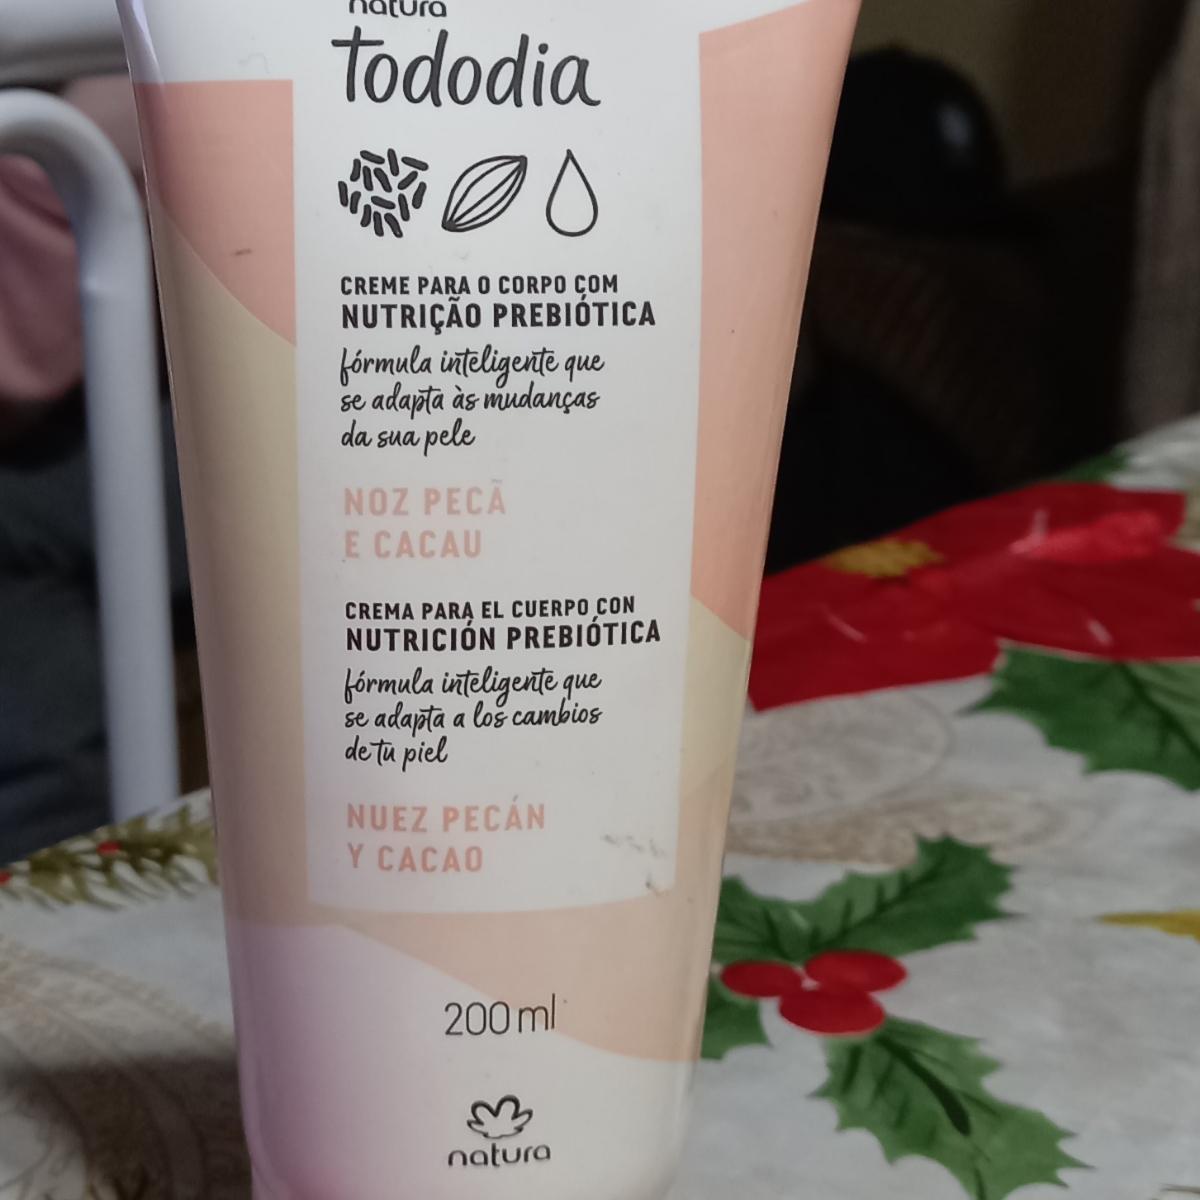 natura
Tododia
CREME PARA O CORPO COM
NUTRIÇÃO PREBIÓTICA
fórmula inteligente que
se adapta às mudanças
da sua pele
NOZ PECÃ
E CACAU
CREMA PARA EL CUERPO CON
NUTRICIÓN PREBIÓTICA
fórmula inteligente que
se adapta a los cambios
de tu piel
NUEZ PECÁN
Y CACAO
200 ml
natura